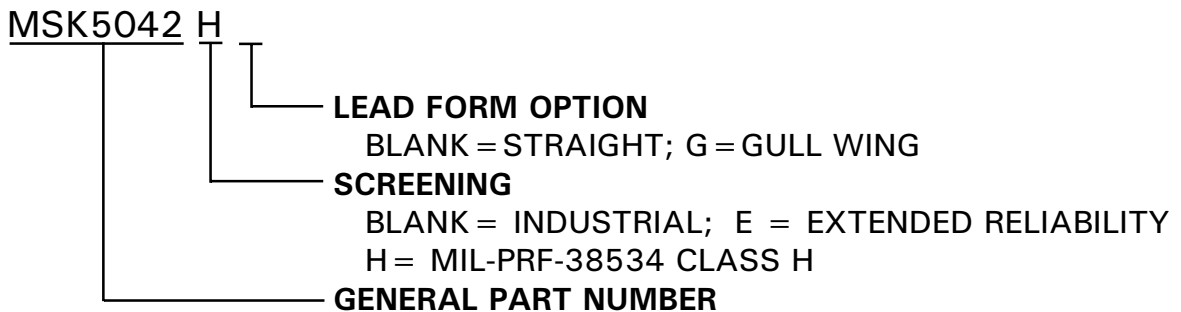 MSK5042 H
LEAD FORM OPTION
BLANK=STRAIGHT; G=GULL WING
SCREENING
BLANK= INDUSTRIAL; E = EXTENDED RELIABILITY
H= MIL-PRF-38534 CLASS H
GENERAL PART NUMBER